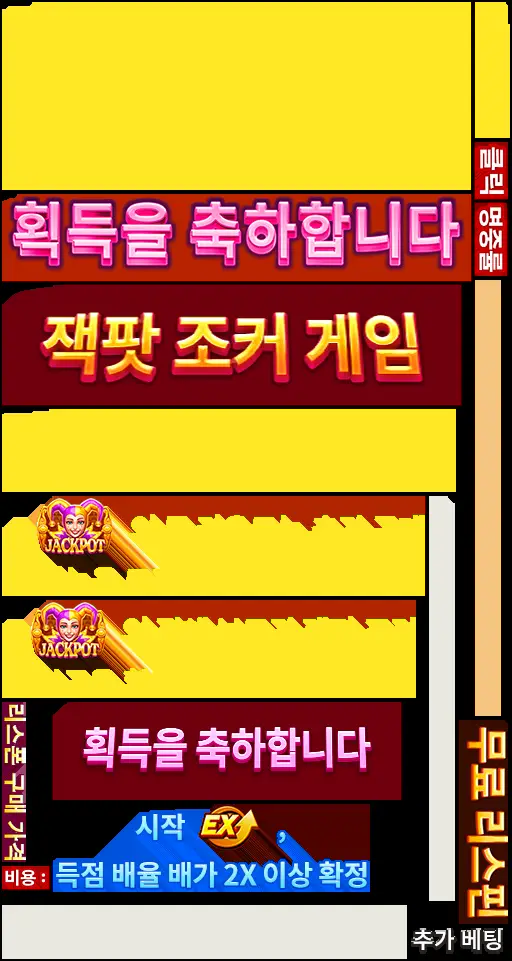 클릭
명중률
획득을 축하합니다
잭팟 조커 게임
JACKPOT
JACKPOT
리스폰 구매 가격
획득을 축하합니다
시작 EX,
비용 :
득점 배율 배가 2X 이상 확정
무료 리스핀
추가 베팅